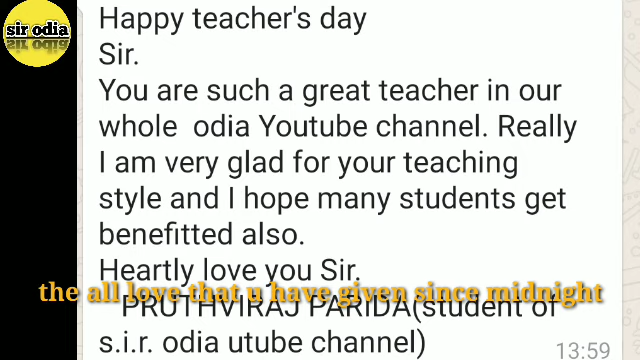 sir odia
Happy teacher's day
Sir.
You are such a great teacher in our
whole odia Youtube channel. Really
I am very glad for your teaching
style and I hope many students get
benefitted also.
Heartly love you Sir.
the all love that u have given since midnight
PRUTHVIRAJ PARIDA(student of
s.i.r. odia utube channel)
13:59